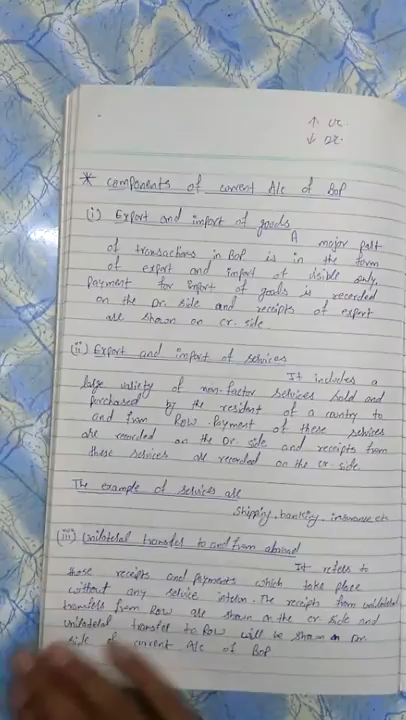 ↑ Cr
↓ Dr
* components of current A/c of BoP
(i) Export and import of goods
A major part
of transactions in BoP is in the form
of export and import of visible only.
Payment for import of goods is recorded
on the Dr. side and receipts of export
are shown on cr. side.
(ii) Export and import of services
It includes a
large variety of non-factor services sold and
purchased by the resident of a country to
and from Row. Payment of these services
are recorded on the Dr side and receipts from
these services are recorded on the cr side.
The example of services are
Shipping, banking, insurance etc
(iii) Unilateral transfer to and from abroad
It refers to
those receipts and payments which take place
without any service. The receipts from unilateral
transfers from Row are shown on the cr side and
unilateral transfer to Row will be shown on Dr.
side of current A/c of BoP